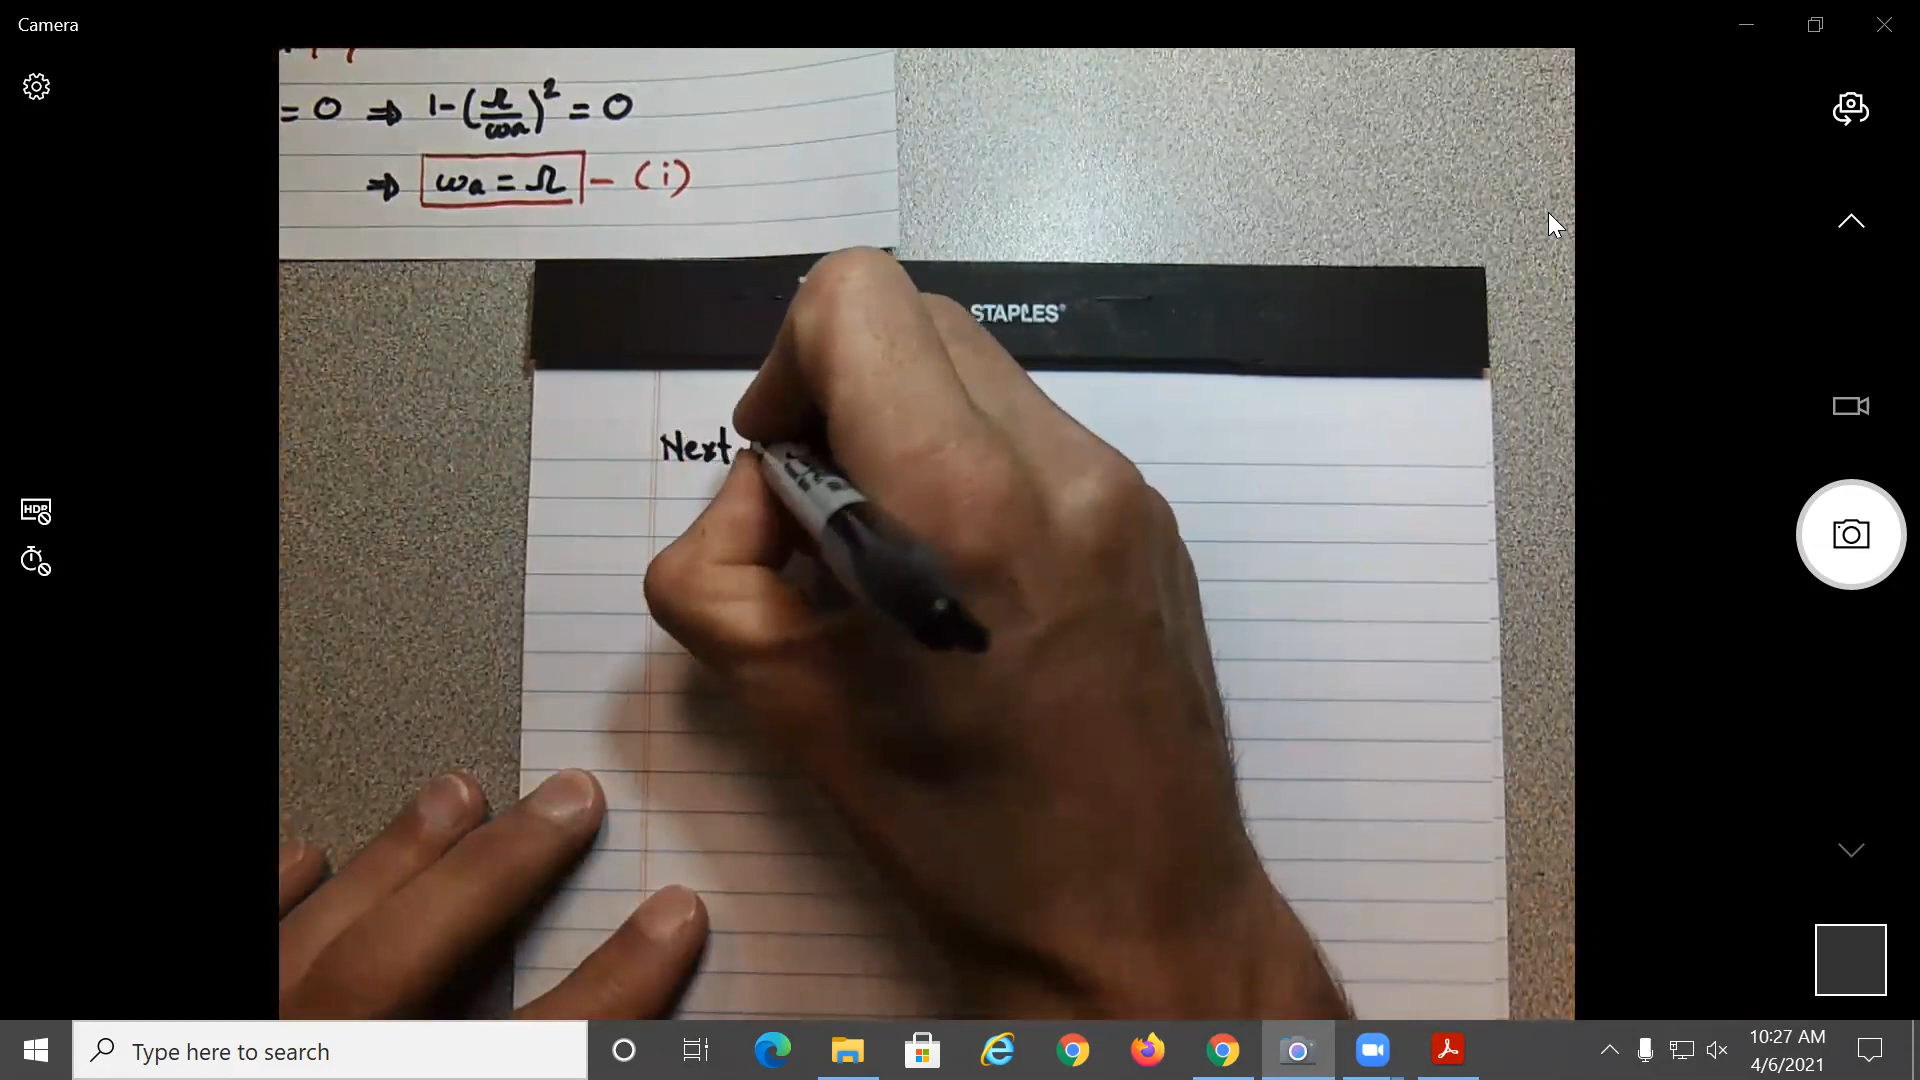 Camera
= 0 ⇒ 1 - (Ω/ωa)² = 0
⇒ ωa = Ω - (i)
STAPLES
Next
HDR
Type here to search
10:27 AM
4/6/2021